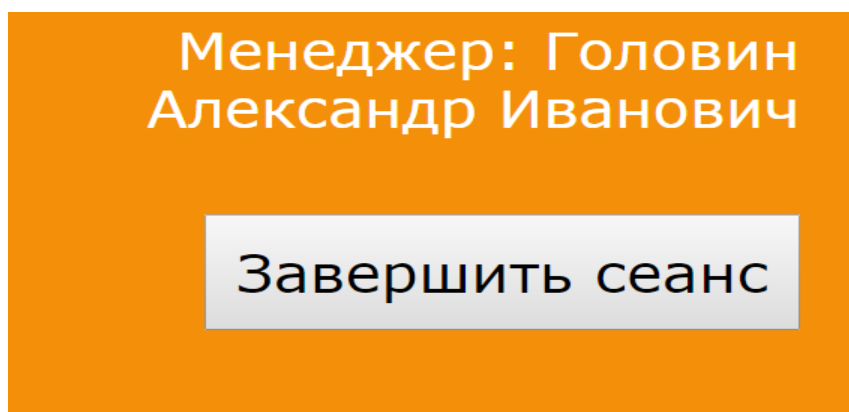 Менеджер: Головин
Александр Иванович
Завершить сеанс